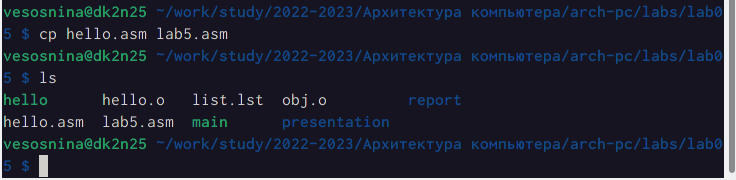 vesosnina@dk2n25 ~/work/study/2022-2023/Архитектура компьютера/arch-pc/labs/lab0
5 $ cp hello.asm lab5.asm
vesosnina@dk2n25 ~/work/study/2022-2023/Архитектура компьютера/arch-pc/labs/lab0
5 $ ls
hello hello.o list.lst obj.o report
hello.asm lab5.asm main presentation
vesosnina@dk2n25 ~/work/study/2022-2023/Архитектура компьютера/arch-pc/labs/lab0
5 $